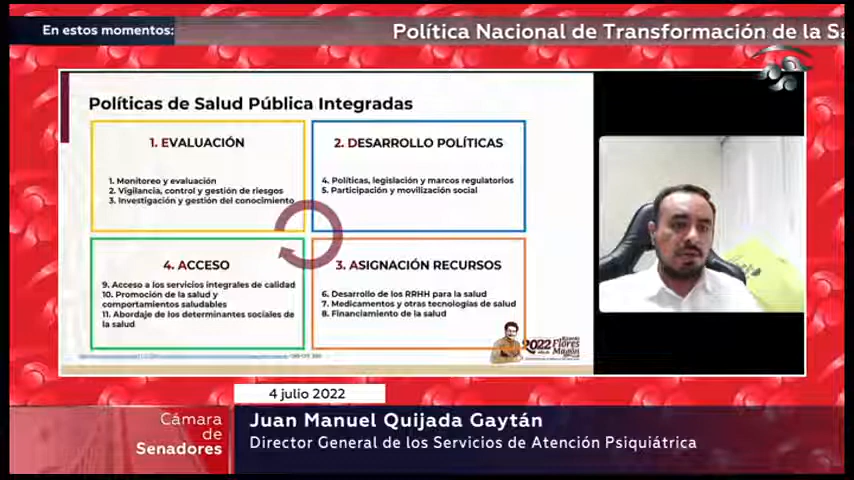 En estos momentos:
Política Nacional de Transformación de la Sa
Políticas de Salud Pública Integradas
1. EVALUACIÓN
1. Monitoreo y evaluación
2. Vigilancia, control y gestión de riesgos
3. Investigación y gestión del conocimiento
2. DESARROLLO POLÍTICAS
4. Políticas, legislación y marcos regulatorios
5. Participación y movilización social
4. ACCESO
9. Acceso a los servicios integrales de calidad
10. Promoción de la salud y
comportamientos saludables
11. Abordaje de los determinantes sociales de
la salud
3. ASIGNACIÓN RECURSOS
6. Desarrollo de los RRHH para la salud
7. Medicamentos y otras tecnologías de salud
8. Financiamiento de la salud
2022 Flores
Magón
4 julio 2022
Cámara
de
Senadores
Juan Manuel Quijada Gaytán
Director General de los Servicios de Atención Psiquiátrica